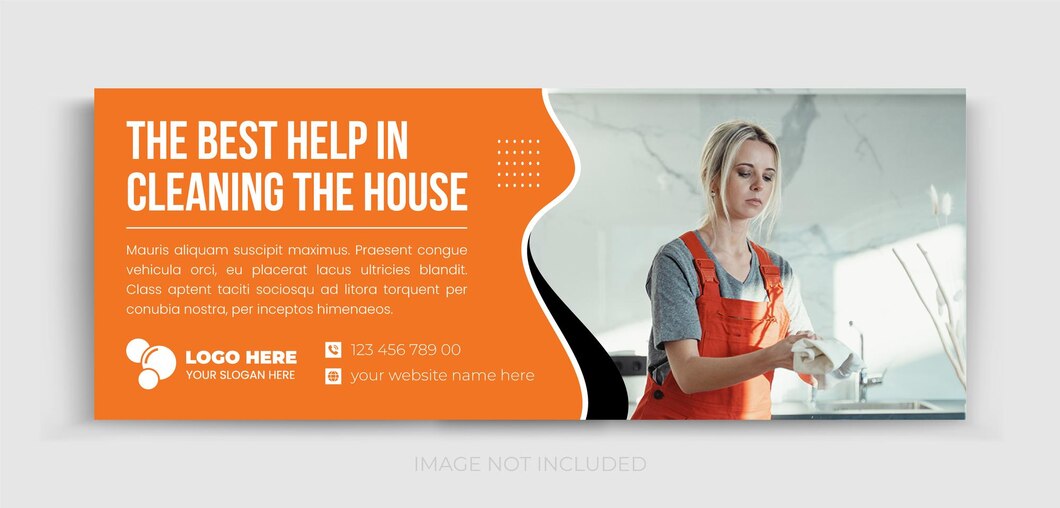 THE BEST HELP IN
CLEANING THE HOUSE
Mauris aliquam suscipit maximus. Praesent congue
vehicula orci, eu placerat lacus ultricies blandit.
Class aptent taciti sociosqu ad litora torquent per
conubia nostra, per inceptos himenaeos.
LOGO HERE
YOUR SLOGAN HERE
123 456 789 00
your website name here
IMAGE NOT INCLUDED